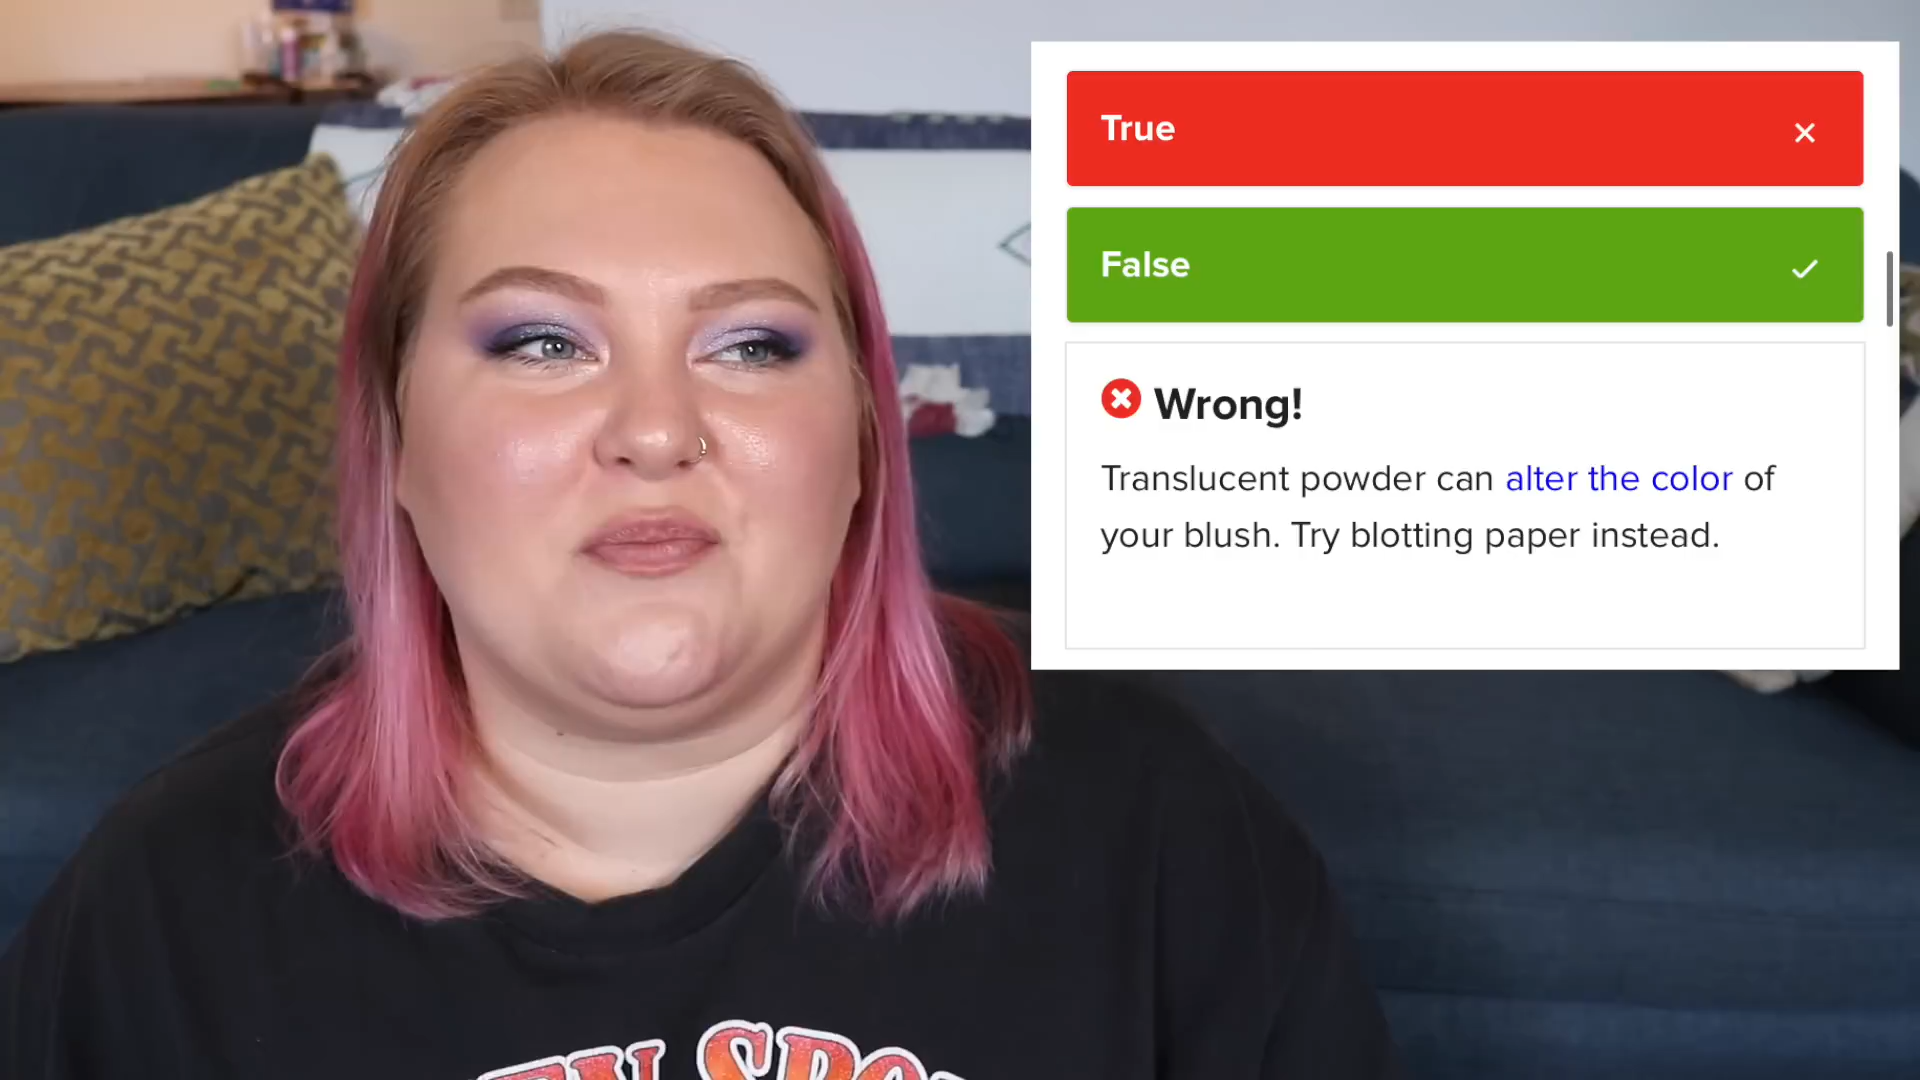 True
False
Wrong!
Translucent powder can alter the color of
your blush. Try blotting paper instead.